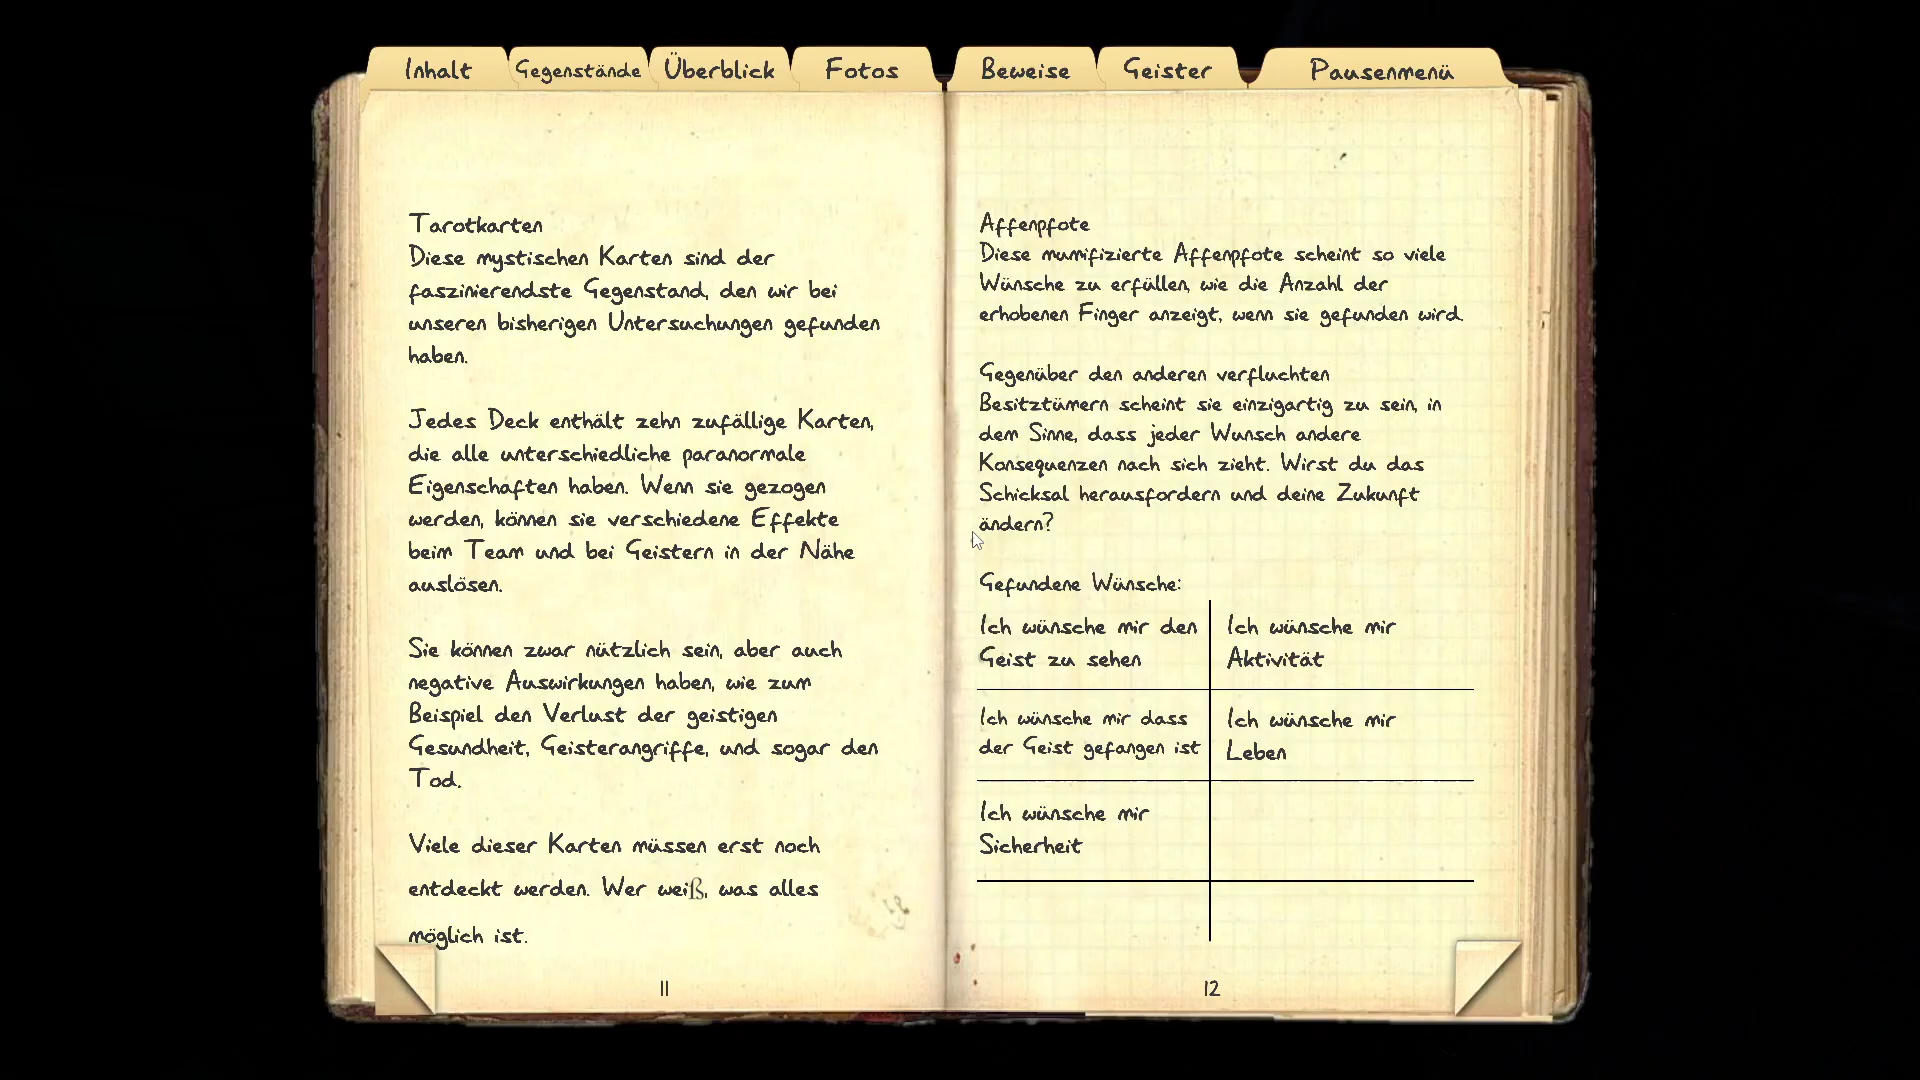 Inhalt
Gegenstände
Überblick
Fotos
Beweise
Geister
Pausenmenü
Tarotkarten
Diese mystischen Karten sind der
faszinierendste Gegenstand, den wir bei
unseren bisherigen Untersuchungen gefunden
haben.
Jedes Deck enthält zehn zufällige Karten,
die alle unterschiedliche paranormale
Eigenschaften haben. Wenn sie gezogen
werden, können sie verschiedene Effekte
beim Team und bei Geistern in der Nähe
auslösen.
Sie können zwar nützlich sein, aber auch
negative Auswirkungen haben, wie zum
Beispiel den Verlust der geistigen
Gesundheit, Geisterangriffe, und sogar den
Tod.
Viele dieser Karten müssen erst noch
entdeckt werden. Wer weiß, was alles
möglich ist.
11
Affenpfote
Diese mumifizierte Affenpfote scheint so viele
Wünsche zu erfüllen, wie die Anzahl der
erhobenen Finger anzeigt, wenn sie gefunden wird.
Gegenüber den anderen verfluchten
Besitztümern scheint sie einzigartig zu sein, in
dem Sinne, dass jeder Wunsch andere
Konsequenzen nach sich zieht. Wirst du das
Schicksal herausfordern und deine Zukunft
ändern?
Gefundene Wünsche:
Ich wünsche mir den
Geist zu sehen
Ich wünsche mir
Aktivität
Ich wünsche mir dass
der Geist gefangen ist
Ich wünsche mir
Leben
Ich wünsche mir
Sicherheit
12